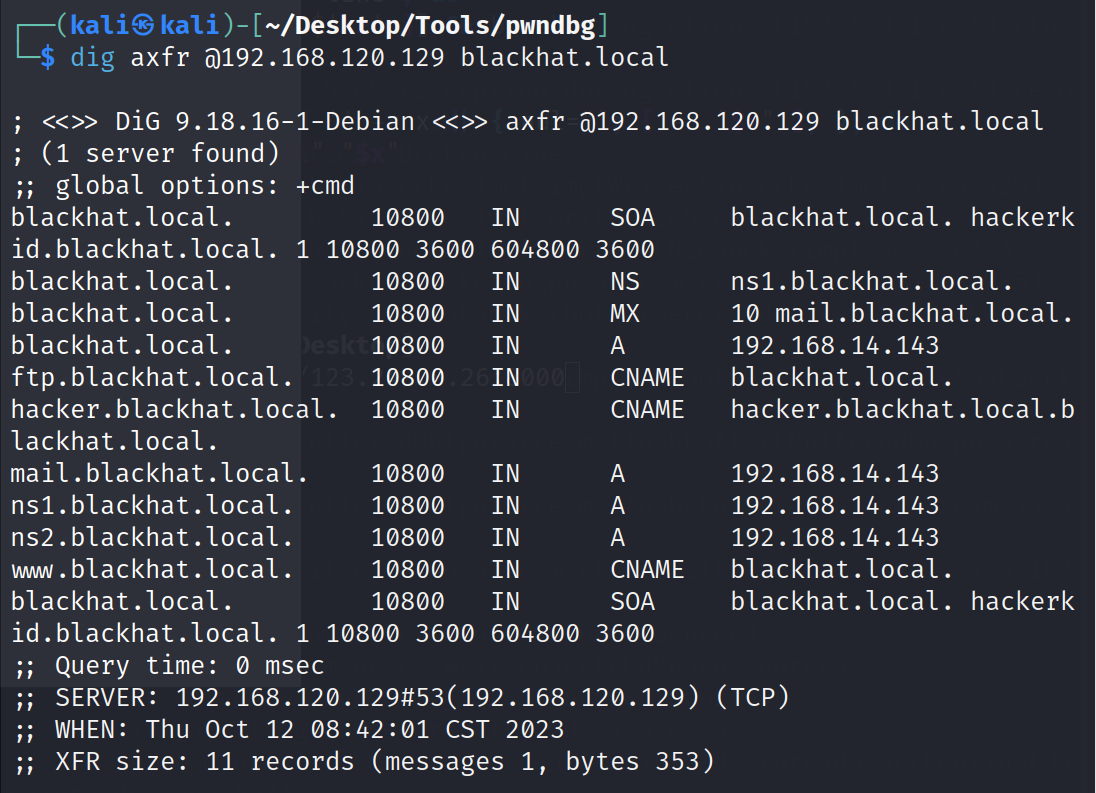 ┌──(kali㉿kali)-[~/Desktop/Tools/pwndbg]
└─$ dig axfr @192.168.120.129 blackhat.local
; <<>> DiG 9.18.16-1-Debian <<>> axfr @192.168.120.129 blackhat.local
; (1 server found)
;; global options: +cmd
blackhat.local. 10800 IN SOA blackhat.local. hackerk
id.blackhat.local. 1 10800 3600 604800 3600
blackhat.local. 10800 IN NS ns1.blackhat.local.
blackhat.local. 10800 IN MX 10 mail.blackhat.local.
blackhat.local. 10800 IN A 192.168.14.143
ftp.blackhat.local. 10800 IN CNAME blackhat.local.
hacker.blackhat.local. 10800 IN CNAME hacker.blackhat.local.b
lackhat.local.
mail.blackhat.local. 10800 IN A 192.168.14.143
ns1.blackhat.local. 10800 IN A 192.168.14.143
ns2.blackhat.local. 10800 IN A 192.168.14.143
www.blackhat.local. 10800 IN CNAME blackhat.local.
blackhat.local. 10800 IN SOA blackhat.local. hackerk
id.blackhat.local. 1 10800 3600 604800 3600
;; Query time: 0 msec
;; SERVER: 192.168.120.129#53(192.168.120.129) (TCP)
;; WHEN: Thu Oct 12 08:42:01 CST 2023
;; XFR size: 11 records (messages 1, bytes 353)